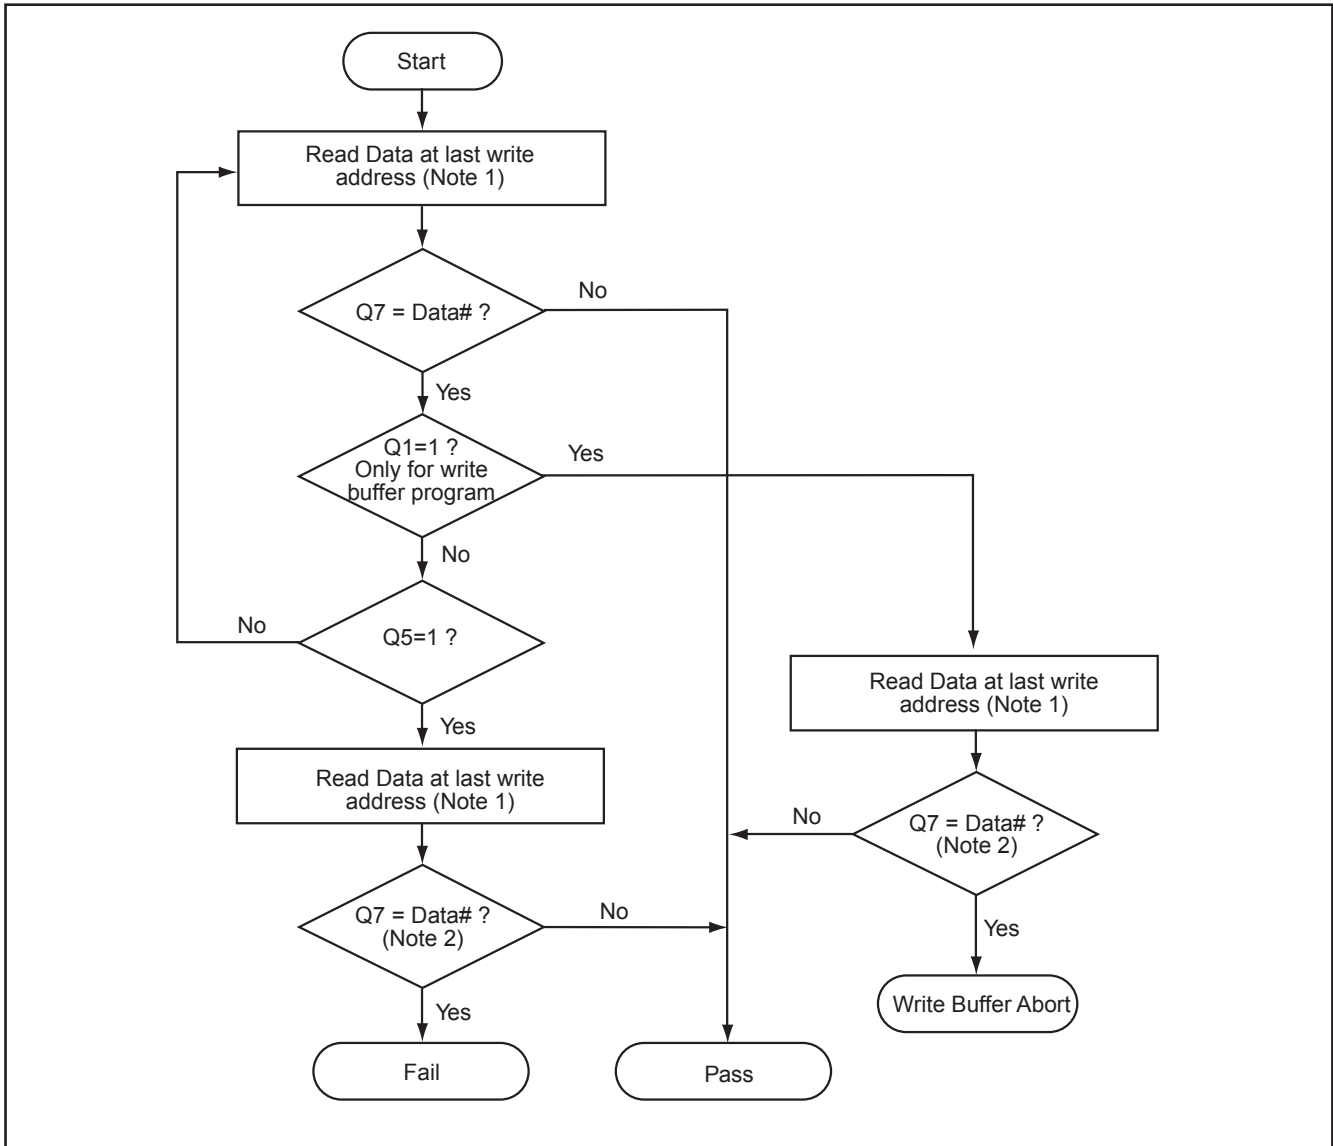 Start
Read Data at last write
address (Note 1)
Q7 = Data# ?
No
Yes
Q1=1 ?
Only for write
buffer program
Yes
No
Q5=1 ?
No
Yes
Read Data at last write
address (Note 1)
Read Data at last write
address (Note 1)
Q7 = Data# ?
(Note 2)
No
Yes
Write Buffer Abort
Q7 = Data# ?
(Note 2)
No
Yes
Fail
Pass